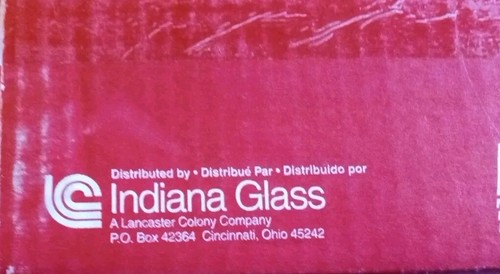 Distributed by • Distribué Par • Distribuido por
Indiana Glass
A Lancaster Colony Company
P.O. Box 42364 Cincinnati, Ohio 45242